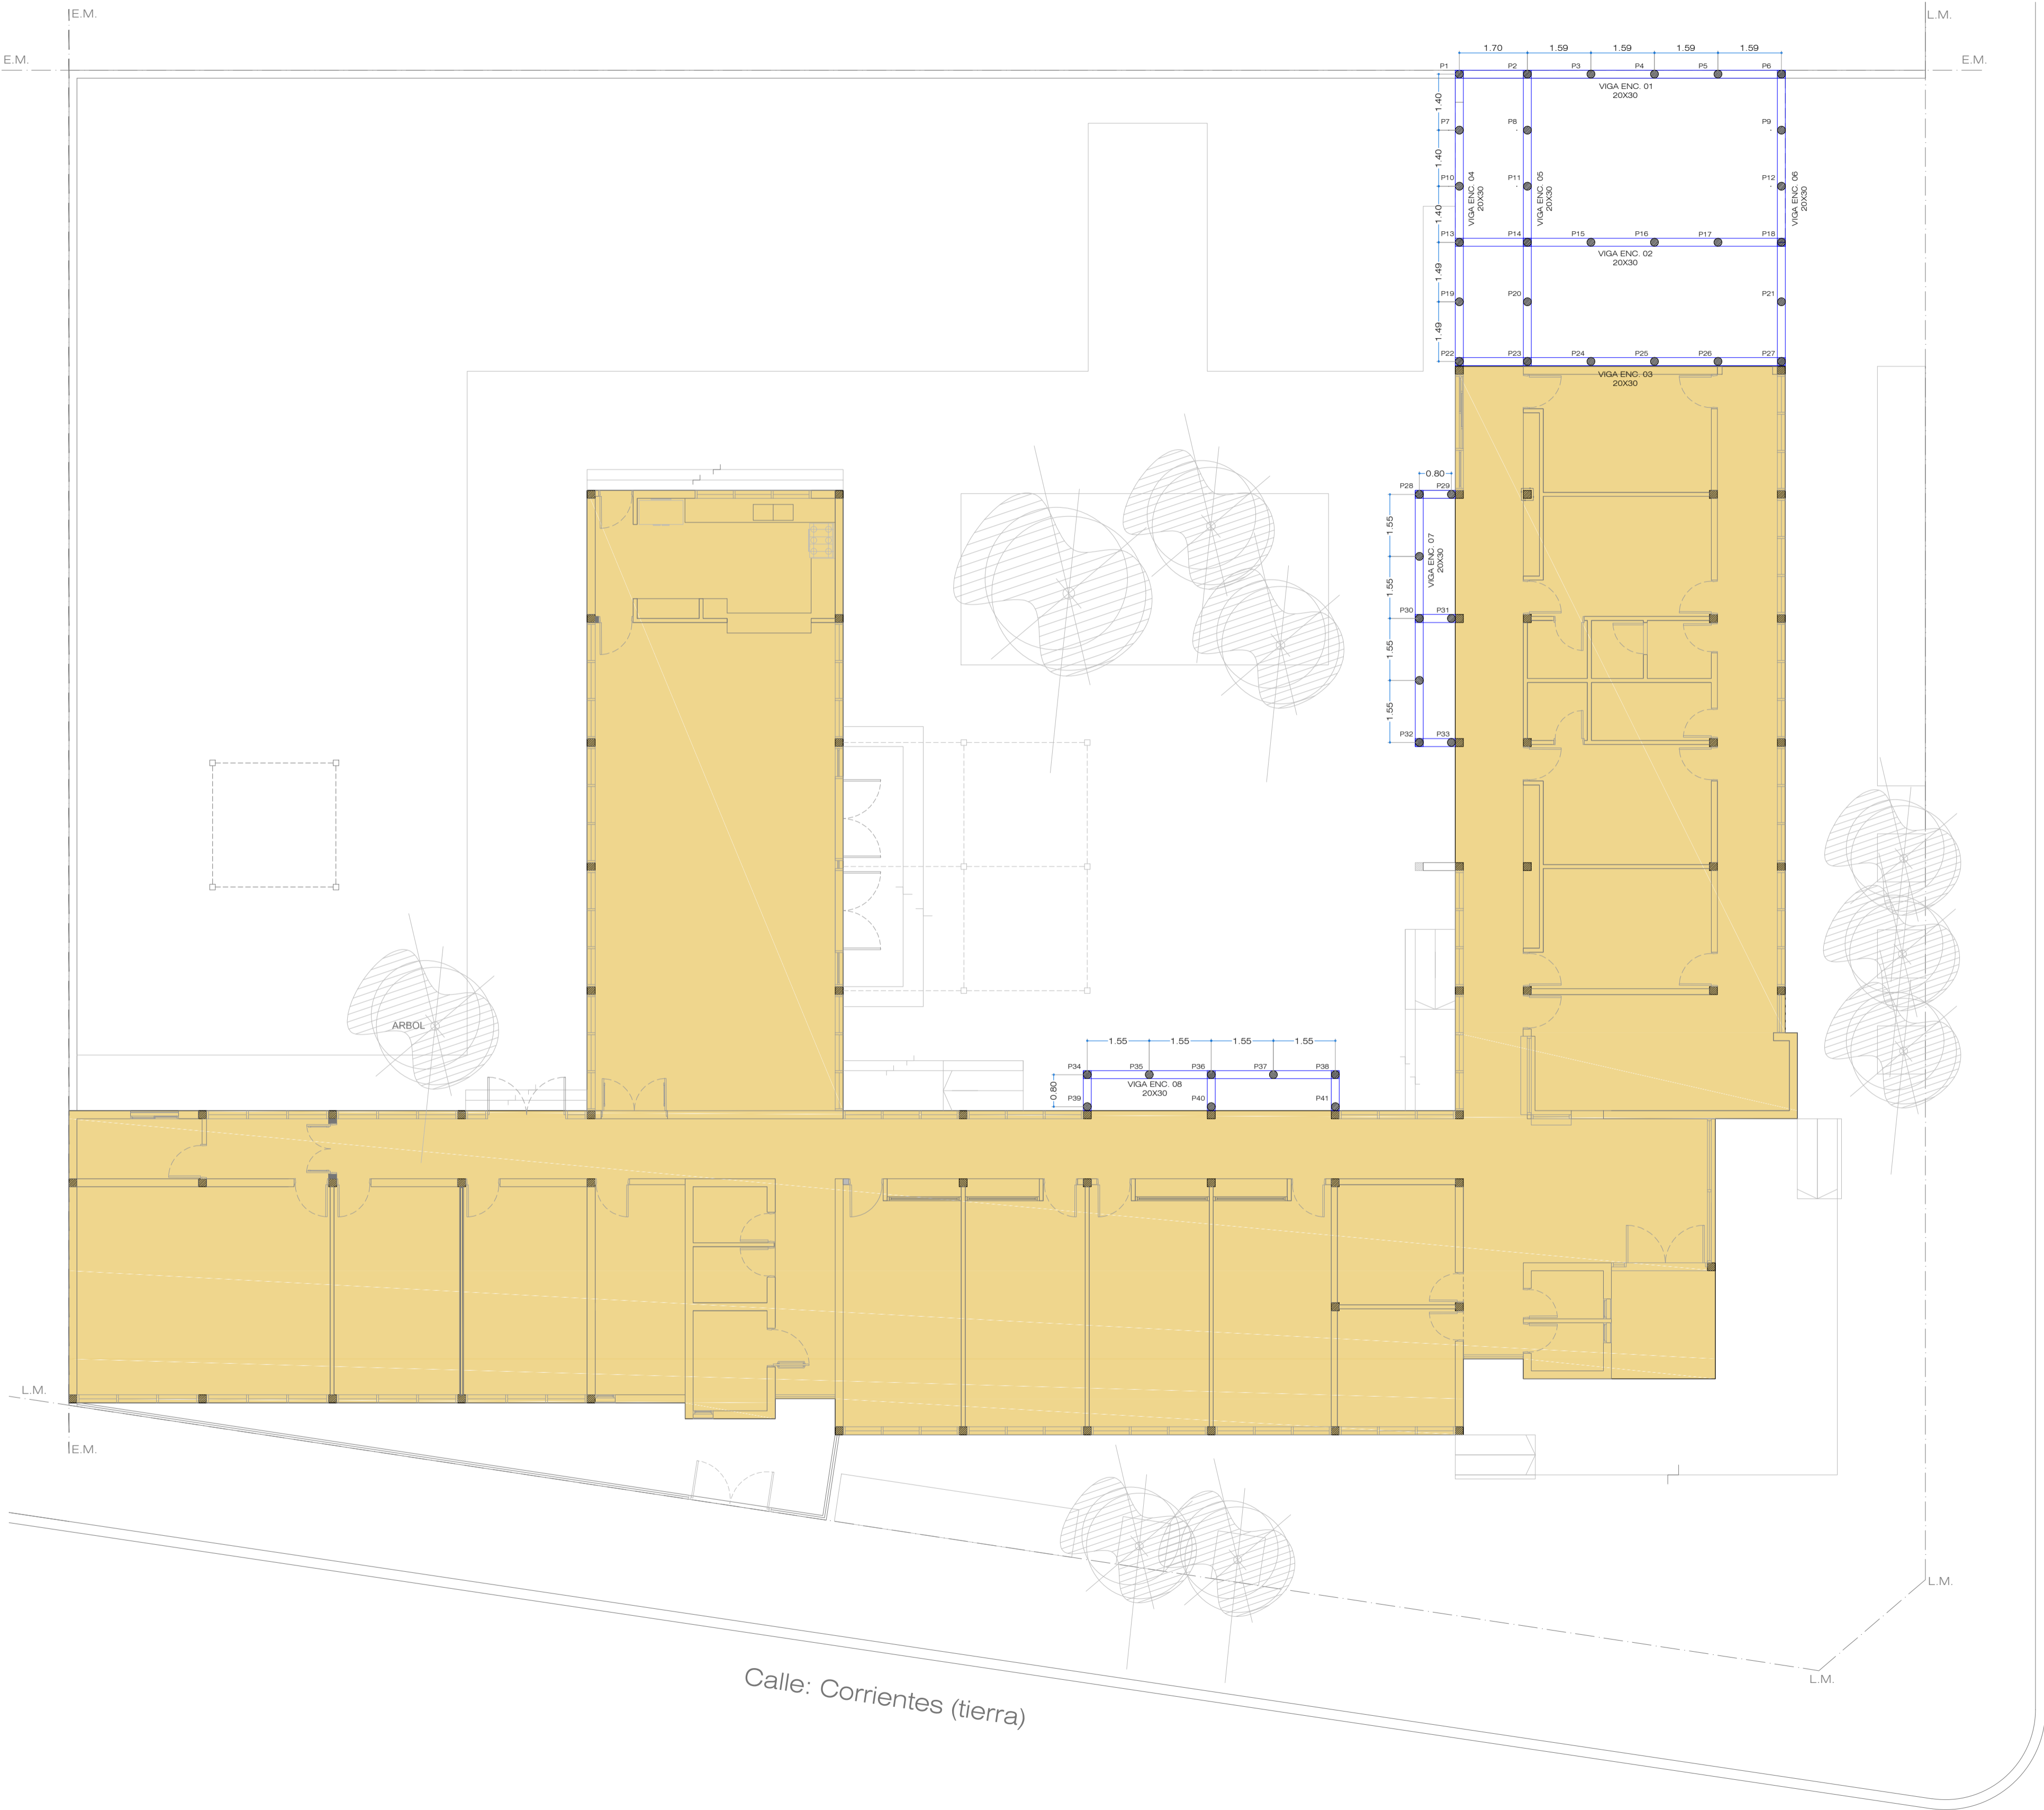 E.M.
L.M.
E.M.
E.M.
1.70 1.59 1.59 1.59 1.59
P1 P2 P3 P4 P5 P6
VIGA ENC. 01
20X30
1.40
P7 P8 P9
1.40
P10 P11 P12
VIGA ENC. 04
20X30
VIGA ENC. 05
20X30
VIGA ENC. 06
20X30
1.40
P13 P14 P15 P16 P17 P18
VIGA ENC. 02
20X30
1.49
P19 P20 P21
1.49
P22 P23 P24 P25 P26 P27
VIGA ENC. 03
20X30
0.80
P28 P29
1.55
VIGA ENC. 07
20X30
1.55
P30 P31
1.55
1.55
P32 P33
ARBOL
1.55 1.55 1.55 1.55
P34 P35 P36 P37 P38
VIGA ENC. 08
20X30
0.80
P39 P40 P41
L.M.
E.M.
L.M.
L.M.
Calle: Corrientes (tierra)